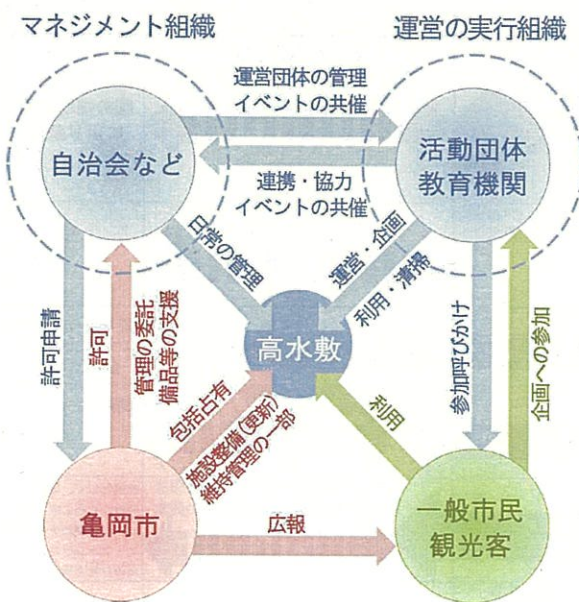 マネジメント組織
運営の実行組織
運営団体の管理
イベントの共催
自治会など
活動団体
教育機関
連携・協力
イベントの共催
日常の管理
運営・企画
利用・清掃
高水敷
許可申請
許可
管理の委託
備品等の支援
包括占有
施設整備(更新)
維持管理の一部
利用
参加呼びかけ
企画への参加
亀岡市
広報
一般市民
観光客